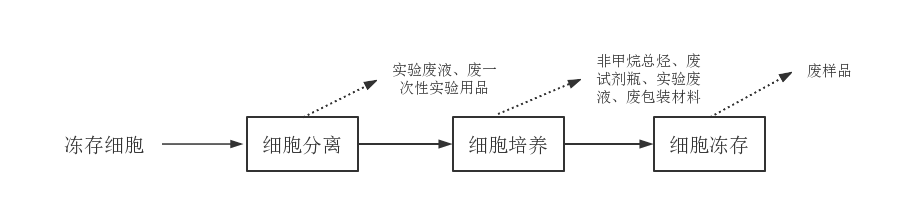 非甲烷总烃、废
试剂瓶、实验废
液、废包装材料
实验废液、废一
次性实验用品
废样品
冻存细胞
细胞分离
细胞培养
细胞冻存